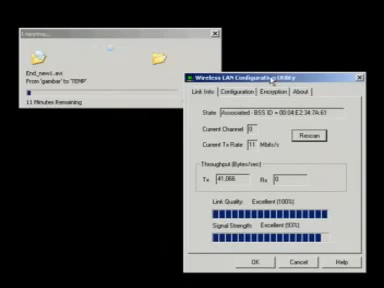 End_new1.avi
From 'gambar' to 'TEMP'
11 Minutes Remaining
Wireless LAN Configuration Utility
Link Info
Configuration
Encryption
About
State
Associated - BSS ID = 00:04:E2:34:7A:61
Current Channel
Rescan
Current Tx Rate 11 Mbits/s
Throughput (Bytes/sec)
Tx 41,066 Rx 0
Link Quality: Excellent (100%)
Signal Strength: Excellent (93%)
OK Cancel Help